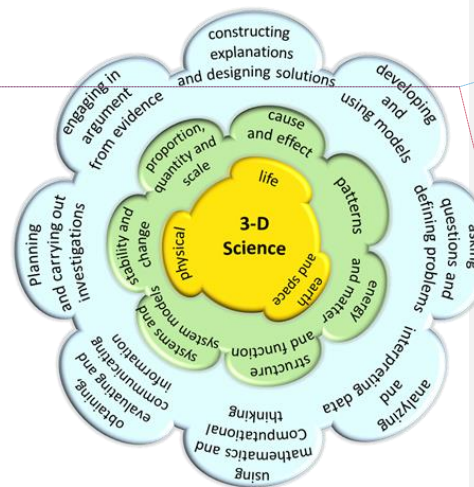 constructing
explanations
and designing solutions
developing
and
using models
asking
questions and
defining problems
analyzing
and
interpreting data
using
mathematics and
Computational
thinking
obtaining,
evaluating and
communicating
information
Planning
and carrying out
Investigations
engaging in
argument
from evidence
cause
and effect
patterns
energy
and matter
structure
and function
systems and
system models
stability and
change
proportion,
quantity and
scale
life
earth
and space
physical
3-D
Science